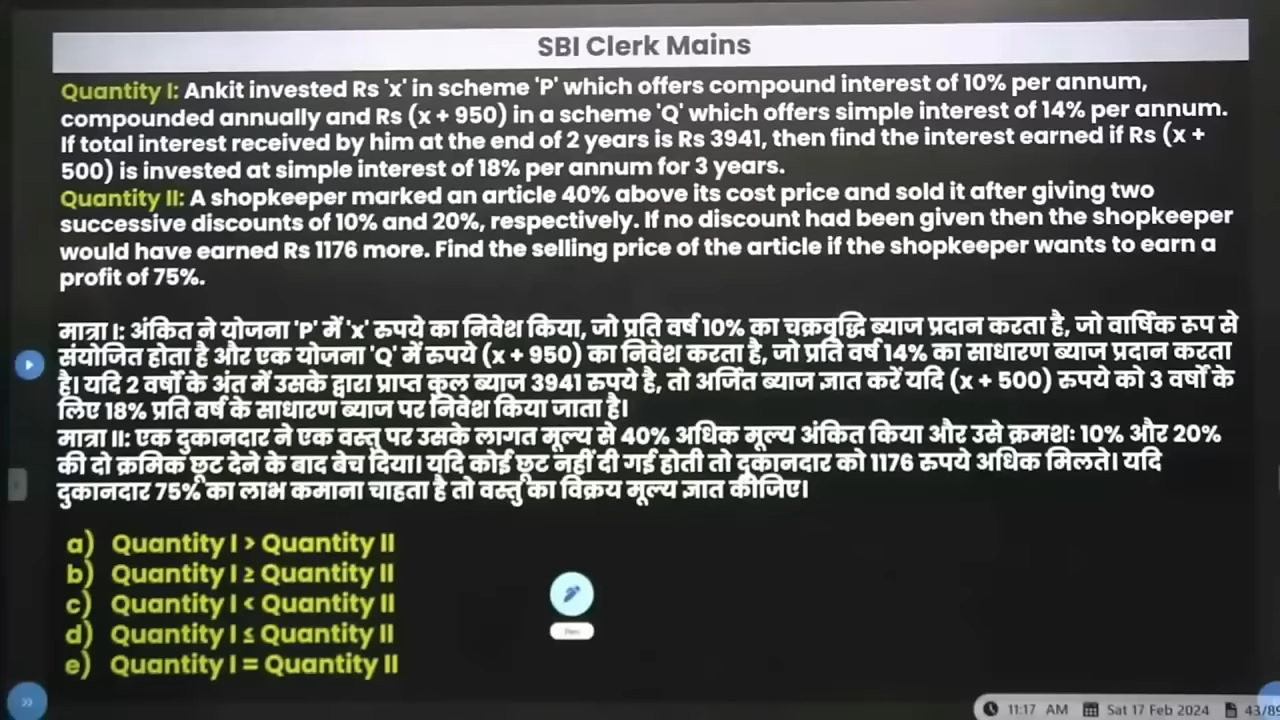 SBI Clerk Mains
Quantity I: Ankit invested Rs 'x' in scheme 'P' which offers compound interest of 10% per annum,
compounded annually and Rs (x + 950) in a scheme 'Q' which offers simple interest of 14% per annum.
If total interest received by him at the end of 2 years is Rs 3941, then find the interest earned if Rs (x +
500) is invested at simple interest of 18% per annum for 3 years.
Quantity II: A shopkeeper marked an article 40% above its cost price and sold it after giving two
successive discounts of 10% and 20%, respectively. If no discount had been given then the shopkeeper
would have earned Rs 1176 more. Find the selling price of the article if the shopkeeper wants to earn a
profit of 75%.
मात्रा I: अंकित ने योजना 'P' में 'x' रुपये का निवेश किया, जो प्रति वर्ष 10% का चक्रवृद्धि ब्याज प्रदान करता है, जो वार्षिक रूप से
संयोजित होता है और एक योजना 'Q' में रुपये (x + 950) का निवेश करता है, जो प्रति वर्ष 14% का साधारण ब्याज प्रदान करता
है। यदि 2 वर्षों के अंत में उसके द्वारा प्राप्त कुल ब्याज 3941 रुपये है, तो अर्जित ब्याज ज्ञात करें यदि (x + 500) रुपये को 3 वर्षों के
लिए 18% प्रति वर्ष के साधारण ब्याज पर निवेश किया जाता है।
मात्रा II: एक दुकानदार ने एक वस्तु पर उसके लागत मूल्य से 40% अधिक मूल्य अंकित किया और उसे क्रमशः 10% और 20%
की दो क्रमिक छूट देने के बाद बेच दिया। यदि कोई छूट नहीं दी गई होती तो दुकानदार को 1176 रुपये अधिक मिलते। यदि
दुकानदार 75% का लाभ कमाना चाहता है तो वस्तु का विक्रय मूल्य ज्ञात कीजिए।
a) Quantity I > Quantity II
b) Quantity I ≥ Quantity II
c) Quantity I < Quantity II
d) Quantity I ≤ Quantity II
e) Quantity I = Quantity II
Pen
11:17 AM Sat 17 Feb 2024 43/89